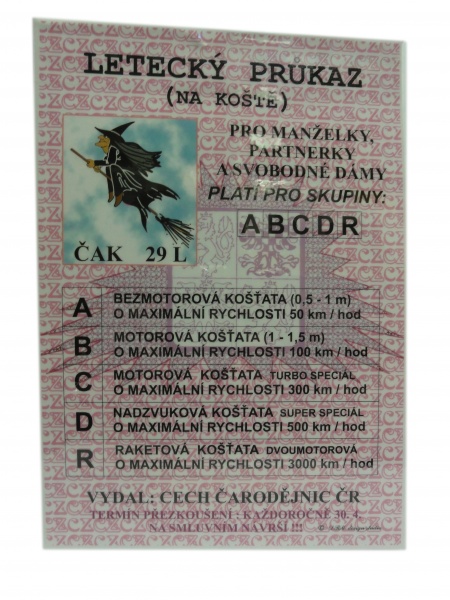 LETECKÝ PRŮKAZ
(NA KOŠTĚ)
PRO MANŽELKY,
PARTNERKY
A SVOBODNÉ DÁMY
PLATÍ PRO SKUPINY:
ABCDR
ČAK 29 L
A BEZMOTOROVÁ KOŠŤATA (0,5 - 1 m)
O MAXIMÁLNÍ RYCHLOSTI 50 km / hod
B MOTOROVÁ KOŠŤATA (1 - 1,5 m)
O MAXIMÁLNÍ RYCHLOSTI 100 km / hod
C MOTOROVÁ KOŠŤATA TURBO SPECIÁL
O MAXIMÁLNÍ RYCHLOSTI 300 km / hod
D NADZVUKOVÁ KOŠŤATA SUPER SPECIÁL
O MAXIMÁLNÍ RYCHLOSTI 500 km / hod
R RAKETOVÁ KOŠŤATA DVOUMOTOROVÁ
O MAXIMÁLNÍ RYCHLOSTI 3000 km / hod
VYDAL: CECH ČARODĚJNIC ČR
TERMÍN PŘEZKOUŠENÍ : KAŽDOROČNĚ 30. 4.
NA SMLUVNÍM NÁVRŠÍ !!!